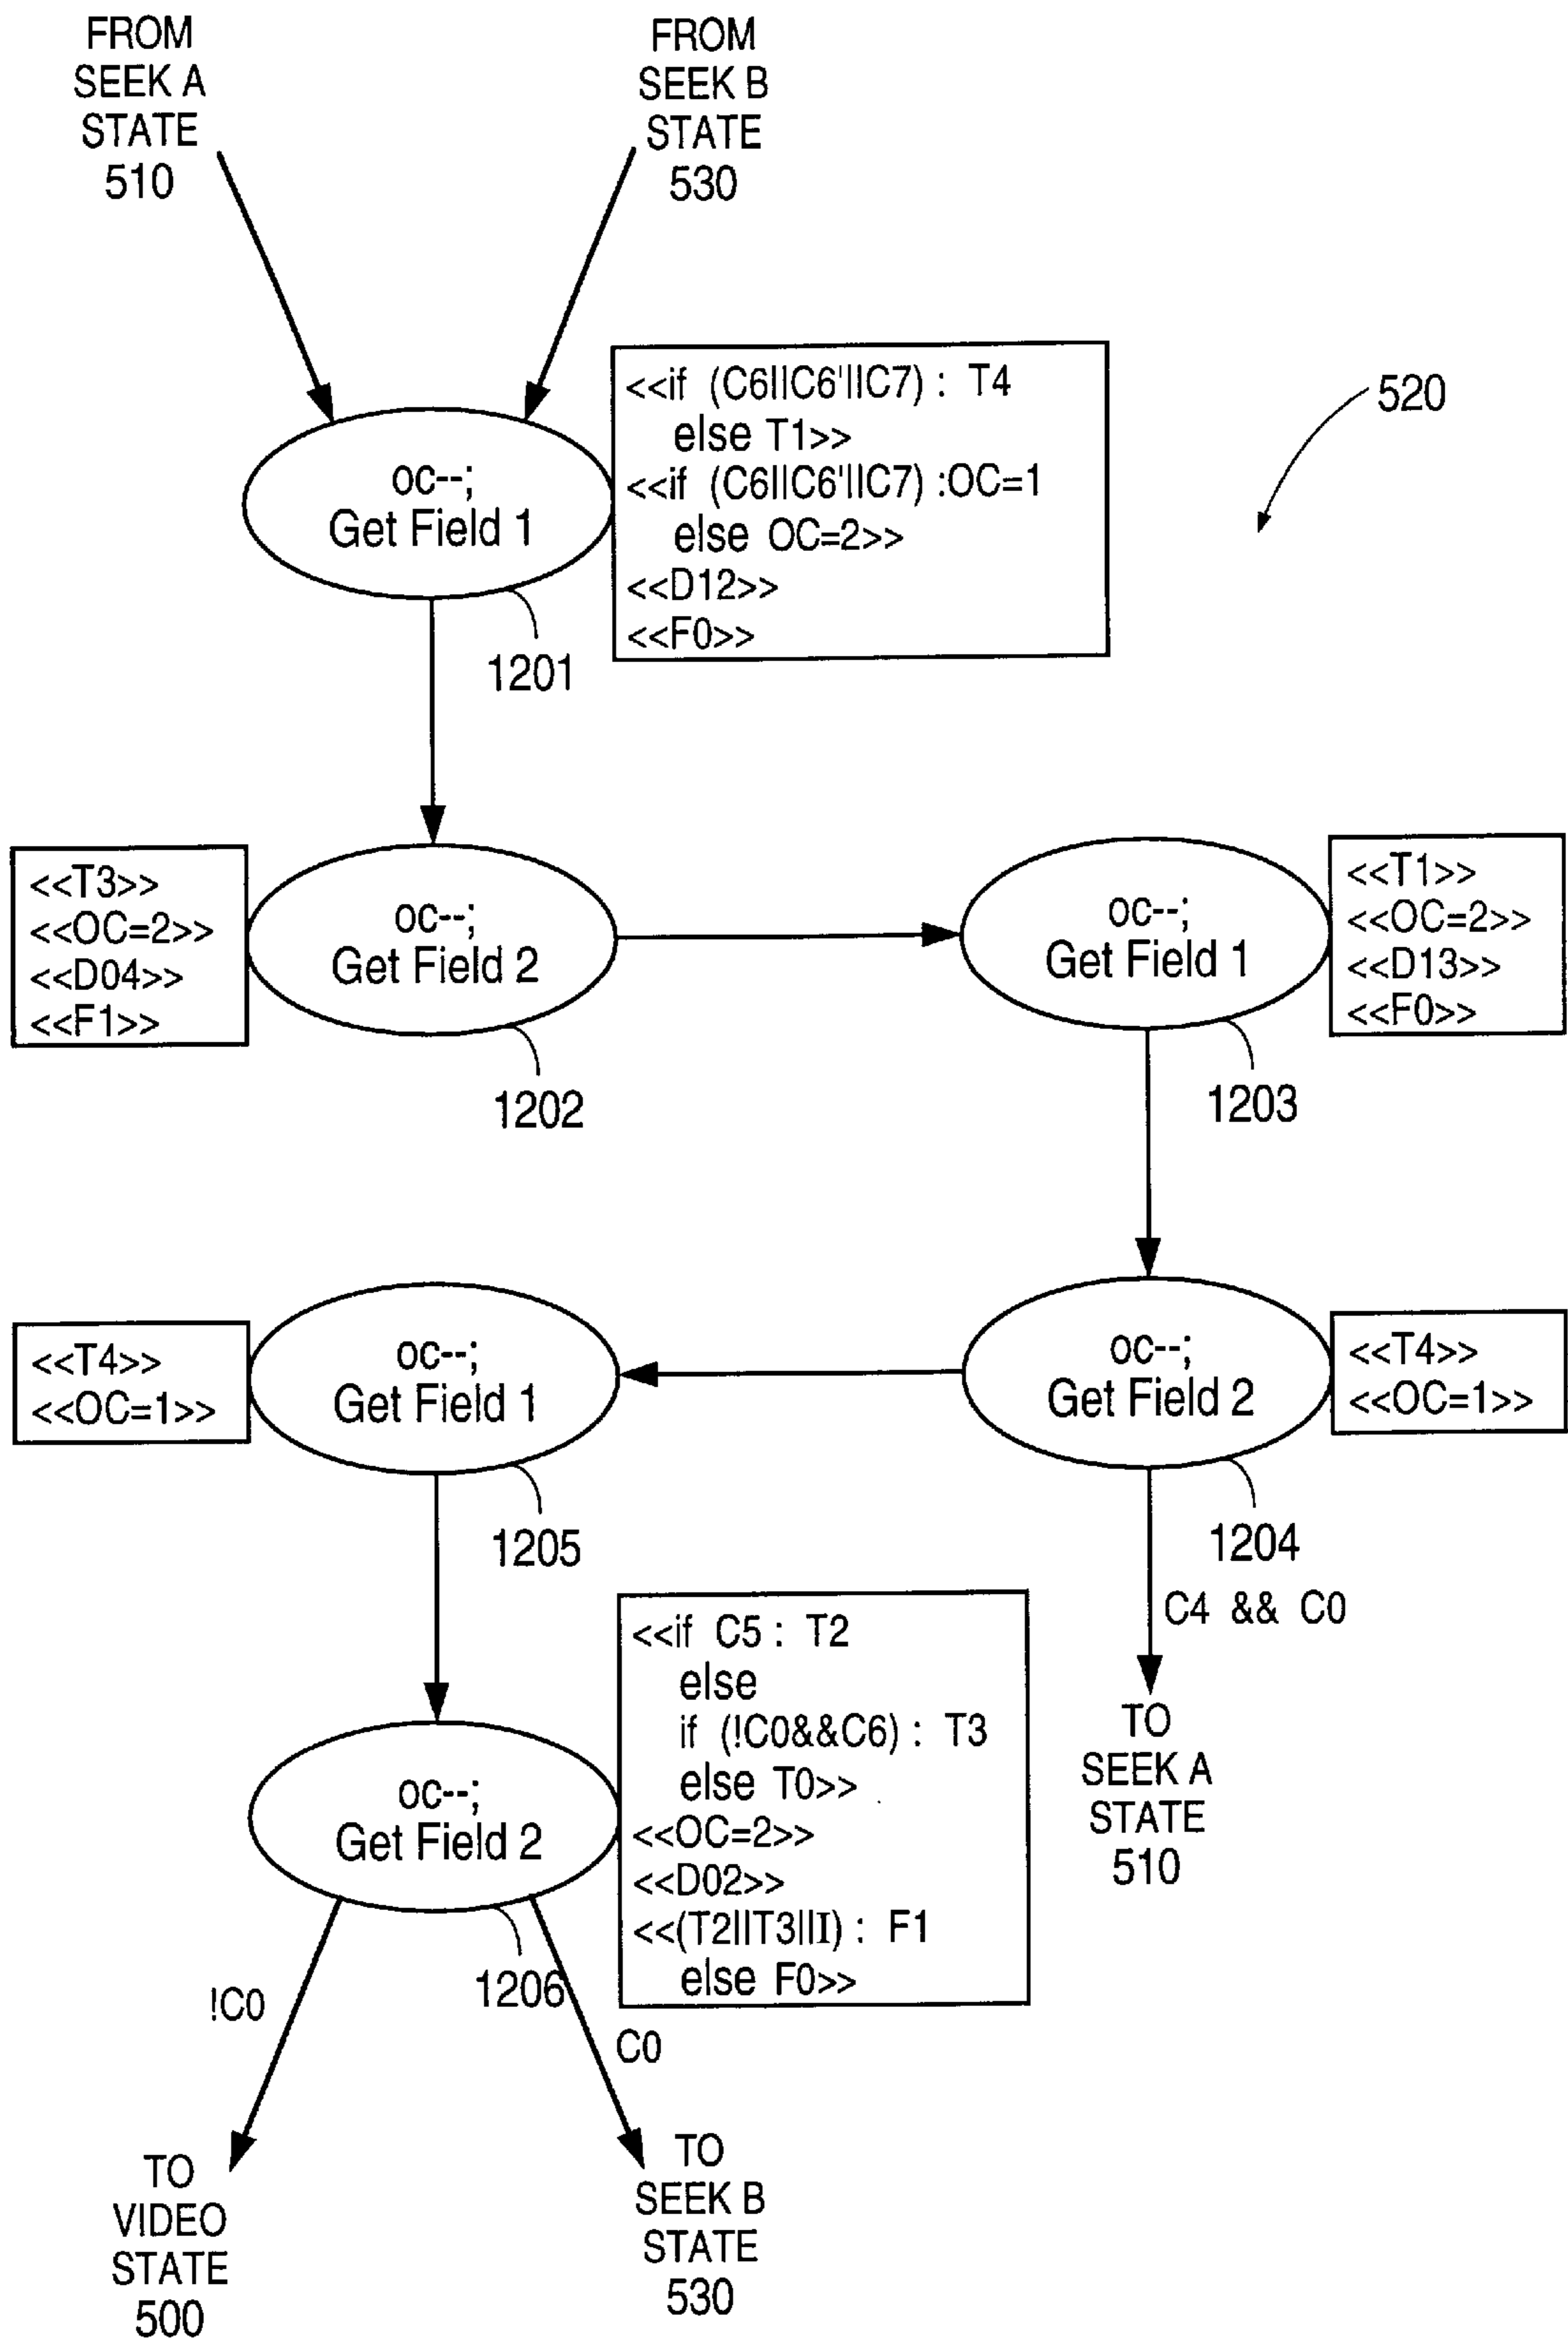 FROM
SEEK A
STATE
510
FROM
SEEK B
STATE
530
oc--;
Get Field 1
1201
<<if (C6||C6'||C7) : T4
else T1>>
<<if (C6||C6'||C7) :OC=1
else OC=2>>
<<D12>>
<<F0>>
520
<<T3>>
<<OC=2>>
<<D04>>
<<F1>>
oc--;
Get Field 2
1202
oc--;
Get Field 1
1203
<<T1>>
<<OC=2>>
<<D13>>
<<F0>>
<<T4>>
<<OC=1>>
oc--;
Get Field 1
1205
oc--;
Get Field 2
1204
<<T4>>
<<OC=1>>
C4 && C0
TO
SEEK A
STATE
510
oc--;
Get Field 2
1206
<<if C5 : T2
else
if (!C0&&C6) : T3
else T0>>
<<OC=2>>
<<D02>>
<<(T2||T3||I) : F1
else F0>>
!C0
C0
TO
VIDEO
STATE
500
TO
SEEK B
STATE
530